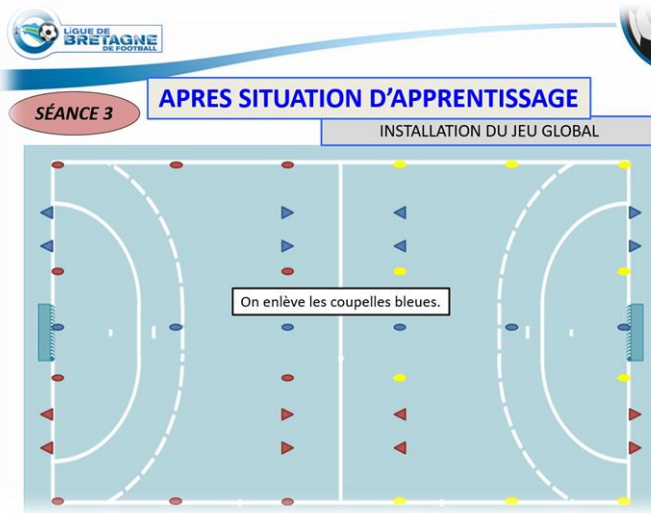 LIGUE DE
BRETAGNE
DE FOOTBALL
SÉANCE 3
APRES SITUATION D'APPRENTISSAGE
INSTALLATION DU JEU GLOBAL
On enlève les coupelles bleues.